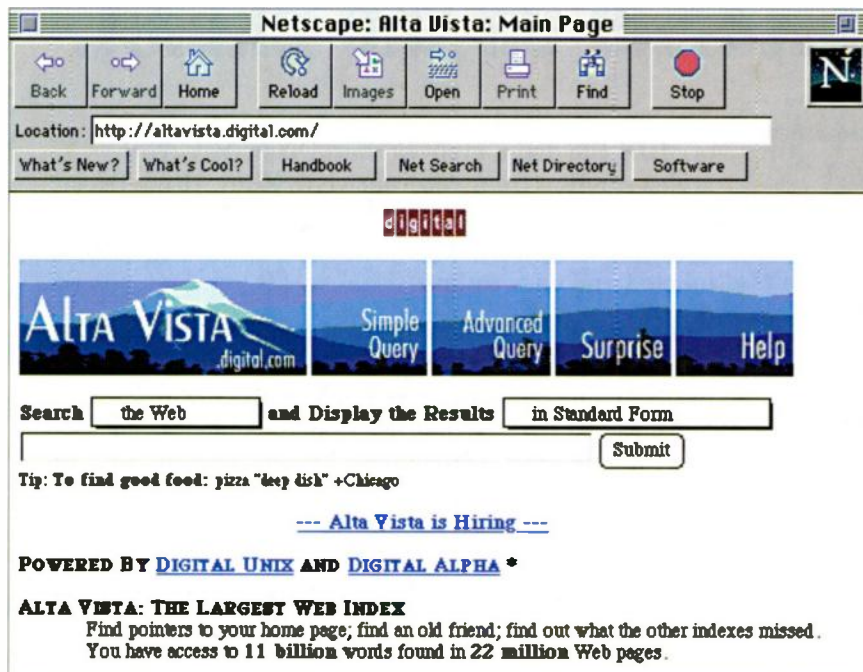 Netscape: Alta Vista: Main Page
Back Forward Home Reload Images Open Print Find Stop N
Location: http://altavista.digital.com/
What's New? What's Cool? Handbook Net Search Net Directory Software
digital
ALTA VISTA Simple Query Advanced Query Surprise Help
.digital.com
Search the Web and Display the Results in Standard Form
Submit
Tip: To find good food: pizza "deep dish" +Chicago
--- Alta Vista is Hiring ---
POWERED BY DIGITAL UNIX AND DIGITAL ALPHA *
ALTA VISTA: THE LARGEST WEB INDEX
Find pointers to your home page; find an old friend; find out what the other indexes missed.
You have access to 11 billion words found in 22 million Web pages.